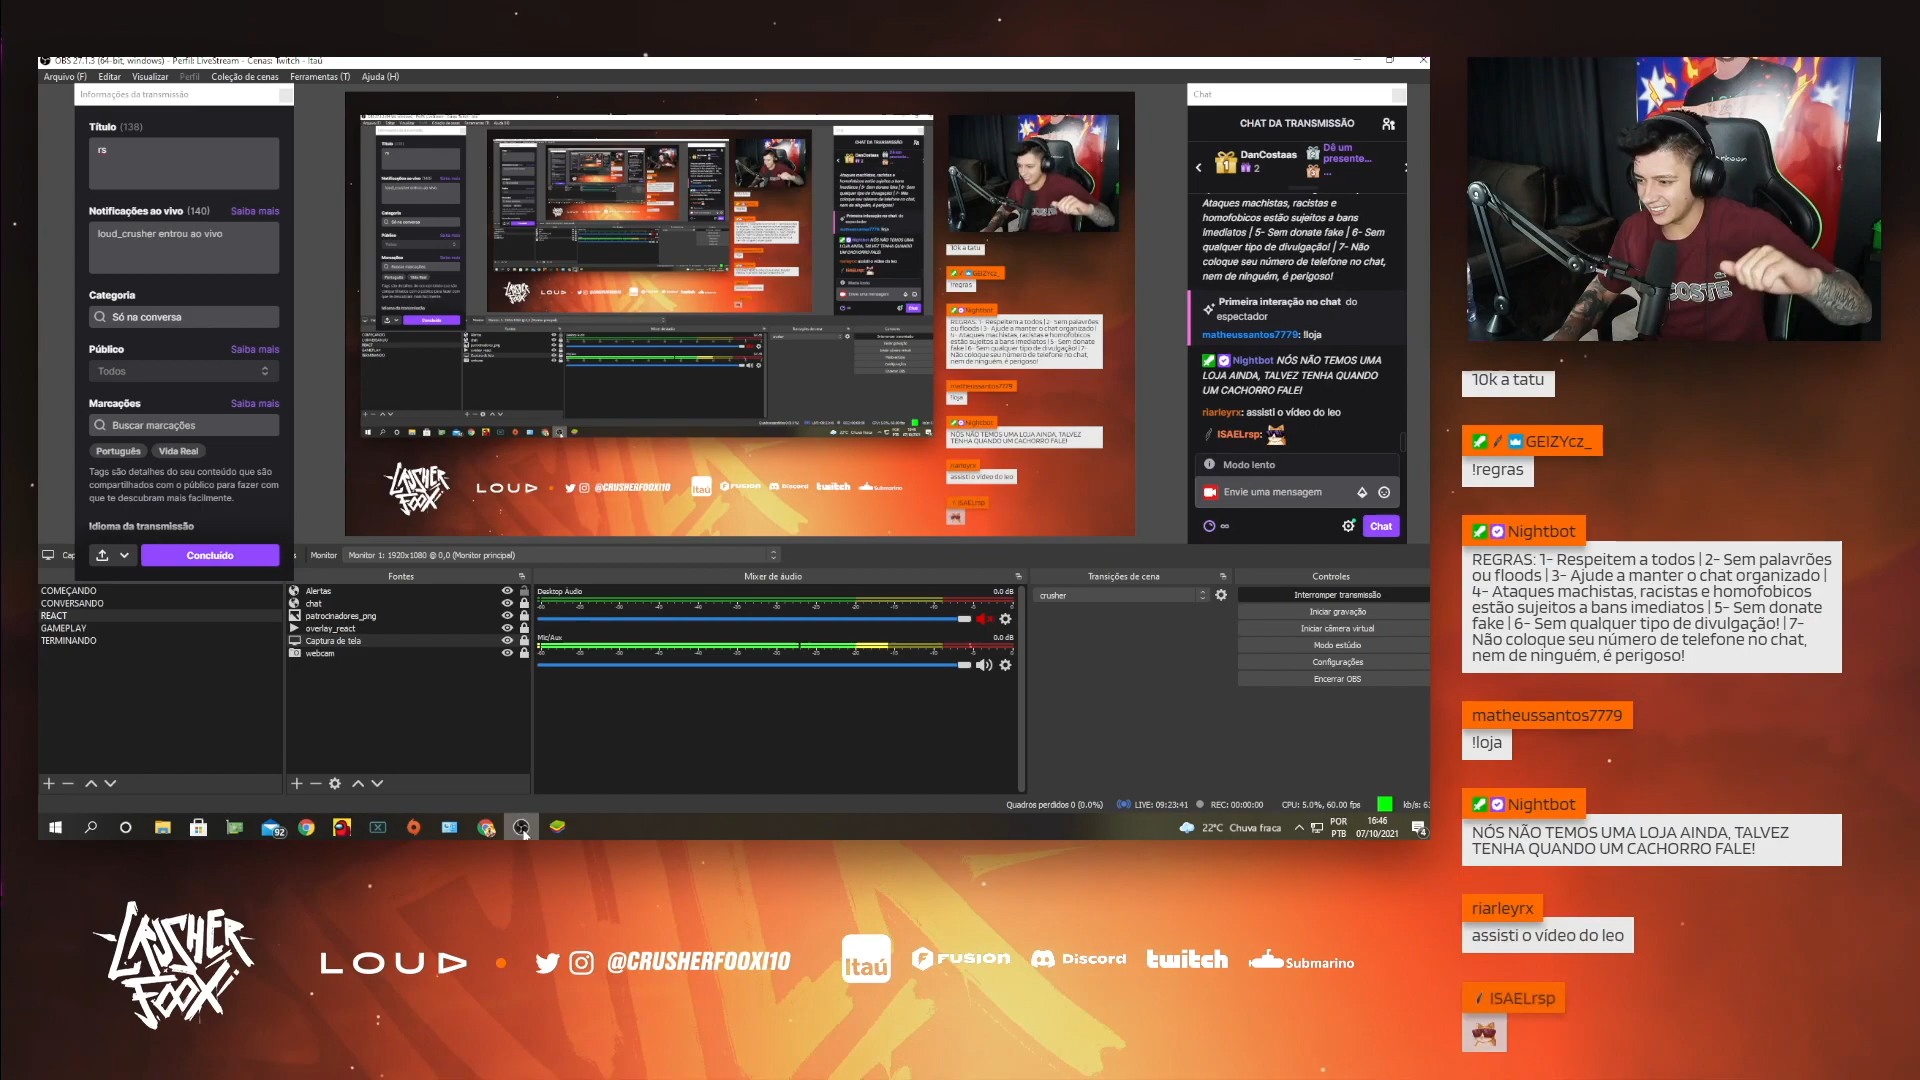 OBS 27.1.3 (64-bit, windows) - Perfil: LiveStream - Cenas: Twitch - Itaú
Arquivo (F) Editar Visualizar Perfil Coleção de cenas Ferramentas (T) Ajuda (H)
Informações da transmissão
Título (138)
rs
Notificações ao vivo (140) Saiba mais
loud_crusher entrou ao vivo
Categoria
Só na conversa
Público Saiba mais
Todos
Marcações Saiba mais
Buscar marcações
Português Vida Real
Tags são detalhes do seu conteúdo que são
compartilhados com o público para fazer com
que te descubram mais facilmente.
Idioma da transmissão
Concluído
Chat
CHAT DA TRANSMISSÃO
DanCostaas
2
Dê um
presente...
...
Ataques machistas, racistas e
homofobicos estão sujeitos a bans
imediatos | 5- Sem donate fake | 6- Sem
qualquer tipo de divulgação! | 7- Não
coloque seu número de telefone no chat,
nem de ninguém, é perigoso!
Primeira interação no chat do
espectador
matheussantos7779: !loja
Nightbot NÓS NÃO TEMOS UMA
LOJA AINDA, TALVEZ TENHA QUANDO
UM CACHORRO FALE!
riarleyrx: assisti o vídeo do leo
ISAELrsp:
Modo lento
Envie uma mensagem
Chat
Monitor Monitor 1: 1920x1080 @ 0,0 (Monitor principal)
COMEÇANDO
CONVERSANDO
REACT
GAMEPLAY
TERMINANDO
Fontes
Alertas
chat
patrocinadores_png
overlay_react
Captura de tela
webcam
Mixer de áudio
Desktop Audio 0.0 dB
Mic/Aux 0.0 dB
Transições de cena
crusher
Controles
Interromper transmissão
Iniciar gravação
Iniciar câmera virtual
Modo estúdio
Configurações
Encerrar OBS
Quadros perdidos 0 (0.0%) LIVE: 09:23:41 REC: 00:00:00 CPU: 5.0%, 60.00 fps
92
22°C Chuva fraca
POR
PTB
16:46
07/10/2021
4
10k a tatu
GEIZYcz_
!regras
Nightbot
REGRAS: 1- Respeitem a todos | 2- Sem palavrões
ou floods | 3- Ajude a manter o chat organizado |
4- Ataques machistas, racistas e homofobicos
estão sujeitos a bans imediatos | 5- Sem donate
fake | 6- Sem qualquer tipo de divulgação! | 7-
Não coloque seu número de telefone no chat,
nem de ninguém, é perigoso!
matheussantos7779
!loja
Nightbot
NÓS NÃO TEMOS UMA LOJA AINDA, TALVEZ
TENHA QUANDO UM CACHORRO FALE!
riarleyrx
assisti o vídeo do leo
ISAELrsp
CRUSHER FOOX
LOUD
@CRUSHERFOOXI10
Itaú
FUSION
Discord
twitch
Submarino